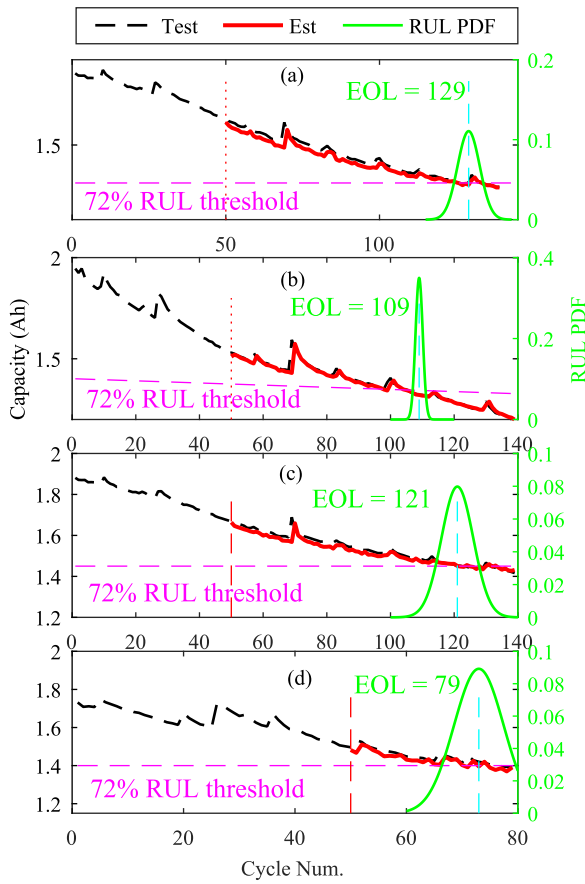 Test Est RUL PDF
(a)
EOL = 129
72% RUL threshold
1.5
0.2
0.1
0
0 50 100
(b)
EOL = 109
72% RUL threshold
2
1.5
0.4
0.2
0
0 20 40 60 80 100 120 139
Capacity (Ah)
RUL PDF
(c)
EOL = 121
72% RUL threshold
2
1.8
1.6
1.4
1.2
0.1
0.08
0.06
0.04
0.02
0
0 20 40 60 80 100 120 140
(d)
EOL = 79
72% RUL threshold
2
1.8
1.6
1.4
1.2
0.1
0.08
0.06
0.04
0.02
0
0 20 40 60 80
Cycle Num.